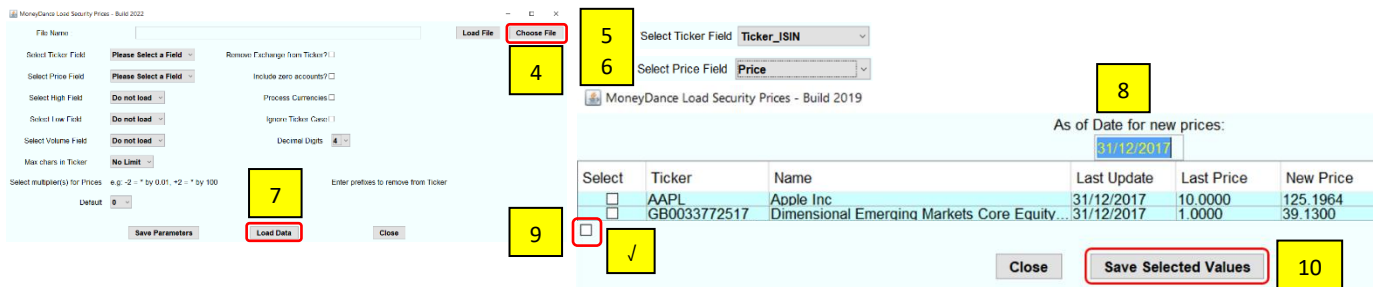 MoneyDance Load Security Prices - Build 2022
File Name Load File Choose File
4
Select Ticker Field Please Select a Field Remove Exchange from Ticker?
Select Price Field Please Select a Field Include zero accounts?
Select High Field Do not load Process Currencies
Select Low Field Do not load Ignore Ticker Case
Select Volume Field Do not load Decimal Digits 4
Max chars in Ticker No Limit
Select multiplier(s) for Prices e.g: -2 = * by 0.01, +2 = * by 100 Enter prefixes to remove from Ticker
7
Default 0
Save Parameters Load Data Close
5 Select Ticker Field Ticker_ISIN
6 Select Price Field Price
MoneyDance Load Security Prices - Build 2019
8
As of Date for new prices:
31/12/2017
Select Ticker Name Last Update Last Price New Price
AAPL Apple Inc 31/12/2017 10.0000 125.1964
GB0033772517 Dimensional Emerging Markets Core Equity... 31/12/2017 1.0000 39.1300
9
√
Close Save Selected Values 10